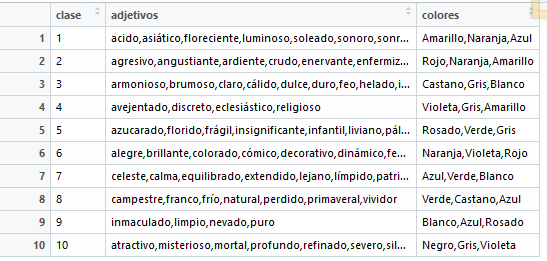 clase adjetivos colores
1 1 acido,asiático,floreciente,luminoso,soleado,sonoro,sonr... Amarillo,Naranja,Azul
2 2 agresivo,angustiante,ardiente,crudo,enervante,enfermiz... Rojo,Naranja,Amarillo
3 3 armonioso,brumoso,claro,cálido,dulce,duro,feo,helado,i... Castano,Gris,Blanco
4 4 avejentado,discreto,eclesiástico,religioso Violeta,Gris,Amarillo
5 5 azucarado,florido,frágil,insignificante,infantil,liviano,pál... Rosado,Verde,Gris
6 6 alegre,brillante,colorado,cómico,decorativo,dinámico,fe... Naranja,Violeta,Rojo
7 7 celeste,calma,equilibrado,extendido,lejano,límpido,patri... Azul,Verde,Blanco
8 8 campestre,franco,frío,natural,perdido,primaveral,vividor Verde,Castano,Azul
9 9 inmaculado,limpio,nevado,puro Blanco,Azul,Rosado
10 10 atractivo,misterioso,mortal,profundo,refinado,severo,sil... Negro,Gris,Violeta